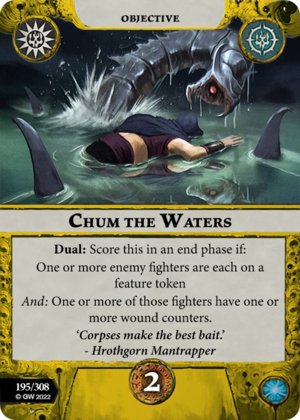 OBJECTIVE
CHUM THE WATERS
Dual: Score this in an end phase if:
One or more enemy fighters are each on a
feature token
And: One or more of those fighters have one or
more wound counters.
‘Corpses make the best bait.’
- Hrothgorn Mantrapper
195/308
© GW 2022
2